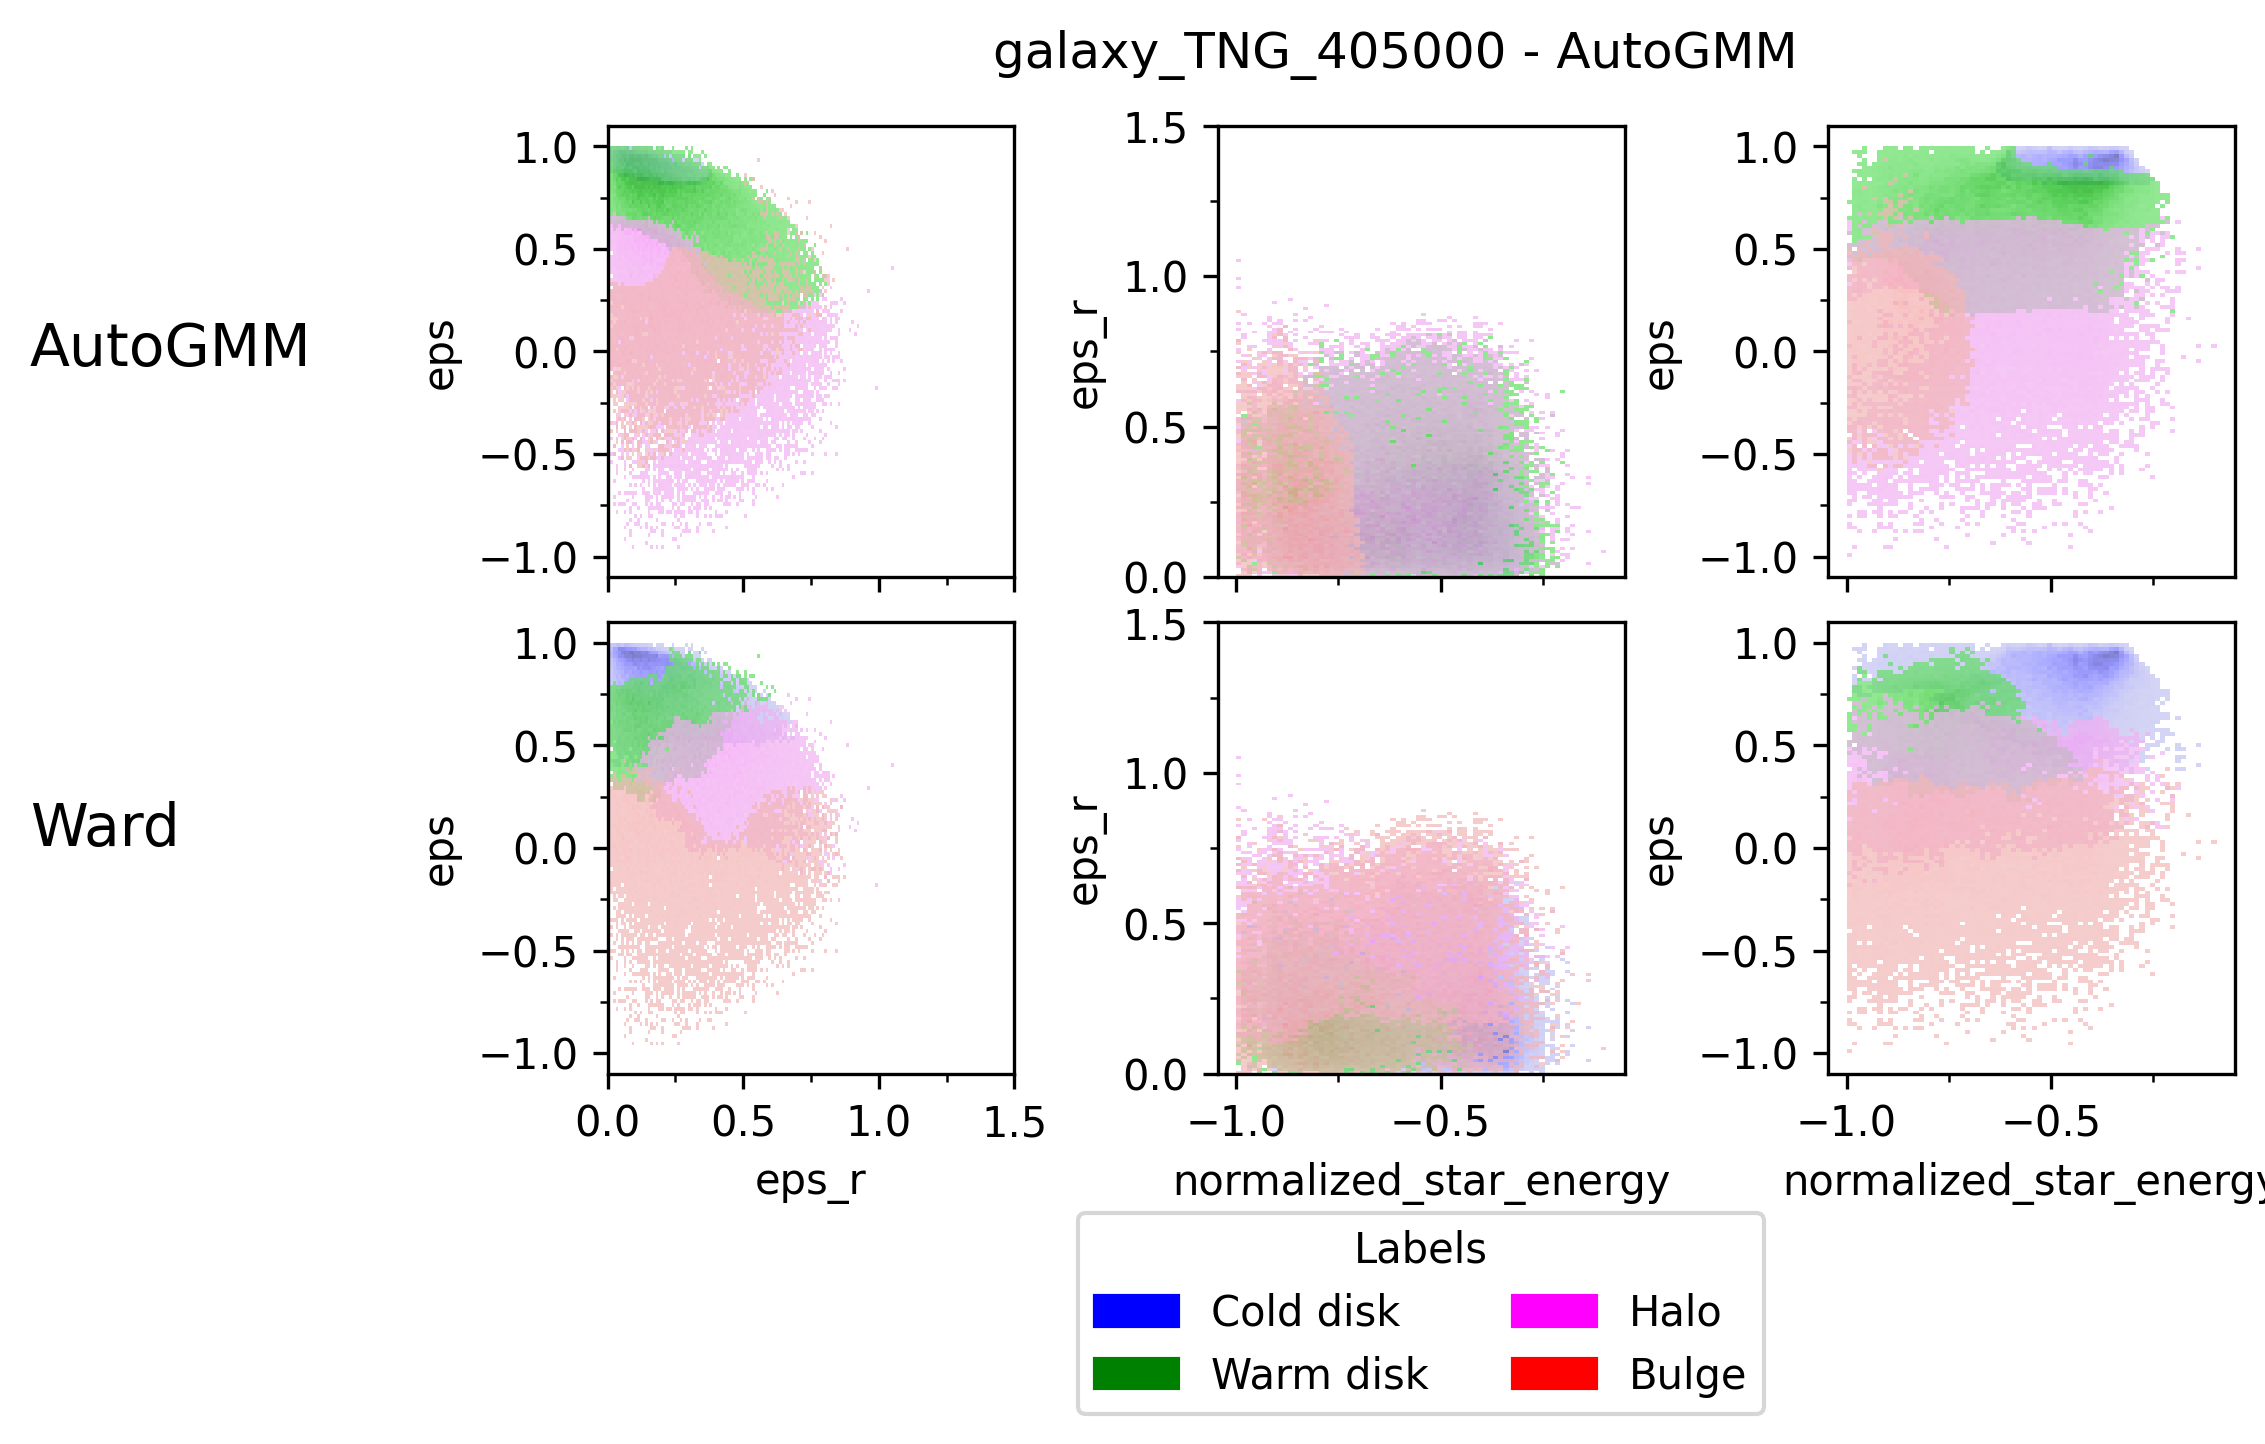 galaxy_TNG_405000 - AutoGMM
AutoGMM
1.0
0.5
0.0
−0.5
−1.0
eps
1.5
1.0
0.5
0.0
eps_r
1.0
0.5
0.0
−0.5
−1.0
eps
Ward
1.0
0.5
0.0
−0.5
−1.0
eps
0.0 0.5 1.0 1.5
eps_r
1.5
1.0
0.5
0.0
eps_r
−1.0 −0.5
normalized_star_energy
1.0
0.5
0.0
−0.5
−1.0
eps
−1.0 −0.5
normalized_star_energy
Labels
Cold disk
Warm disk
Halo
Bulge